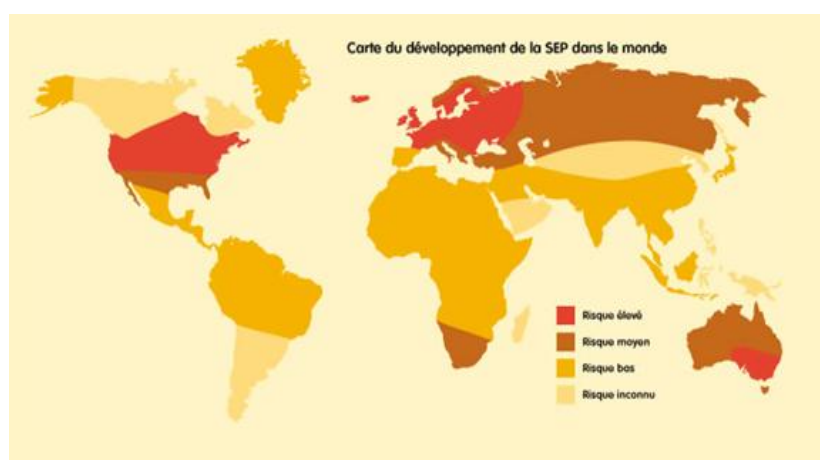 Carte du développement de la SEP dans le monde
Risque élevé
Risque moyen
Risque bas
Risque inconnu